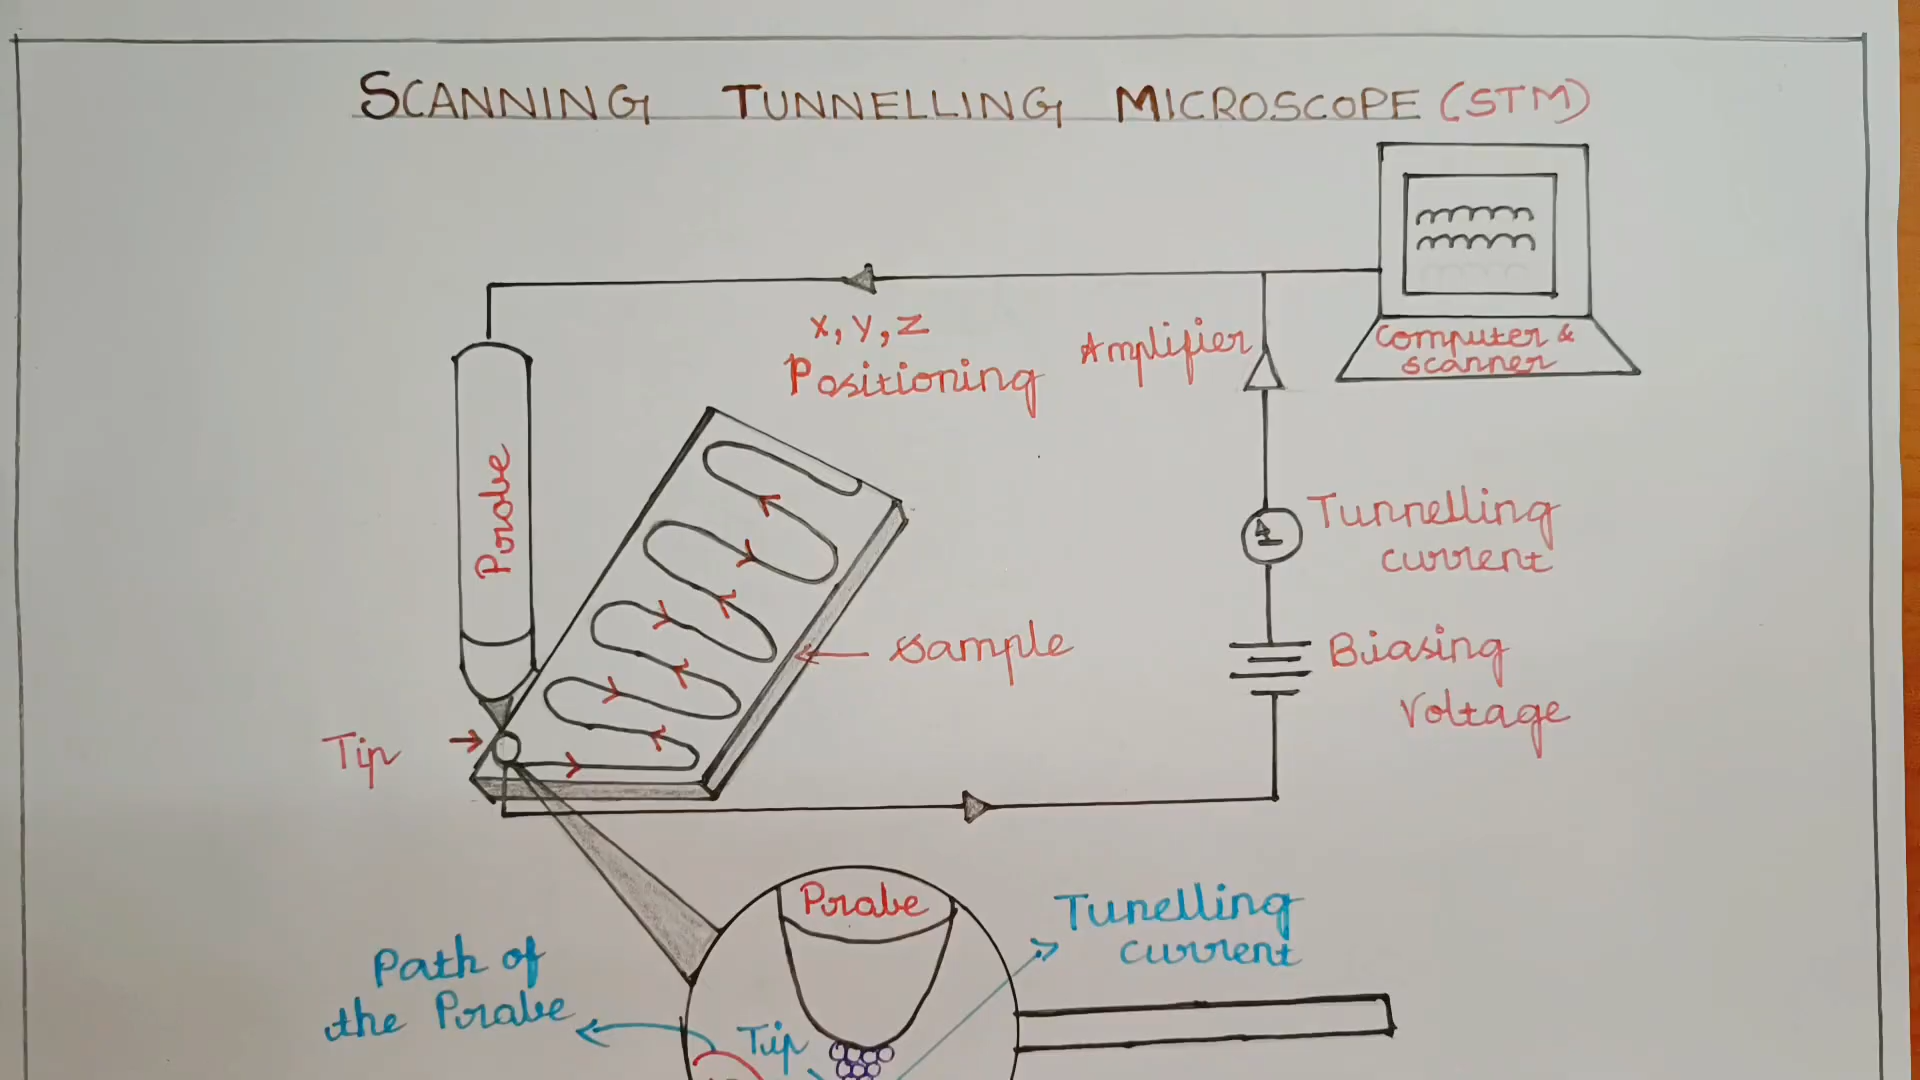 SCANNING TUNNELLING MICROSCOPE (STM)
x, y, z
Positioning
Amplifier
Computer &
scanner
Probe
Tunnelling
current
sample
Biasing
Voltage
Tip
Probe
Tunelling
current
Path of
the Probe
Tip